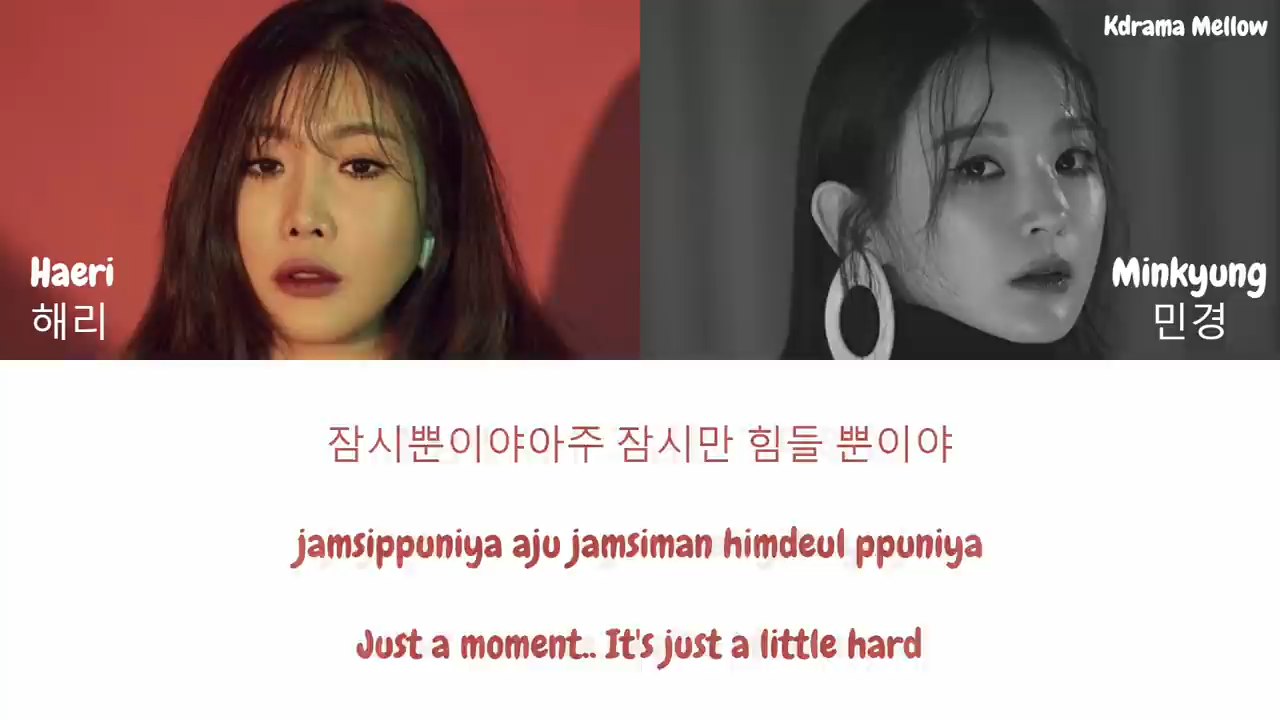 Kdrama Mellow
Haeri
해리
Minkyung
민경
잠시뿐이야아주 잠시만 힘들 뿐이야
jamsippuniya aju jamsiman himdeul ppuniya
Just a moment.. It's just a little hard